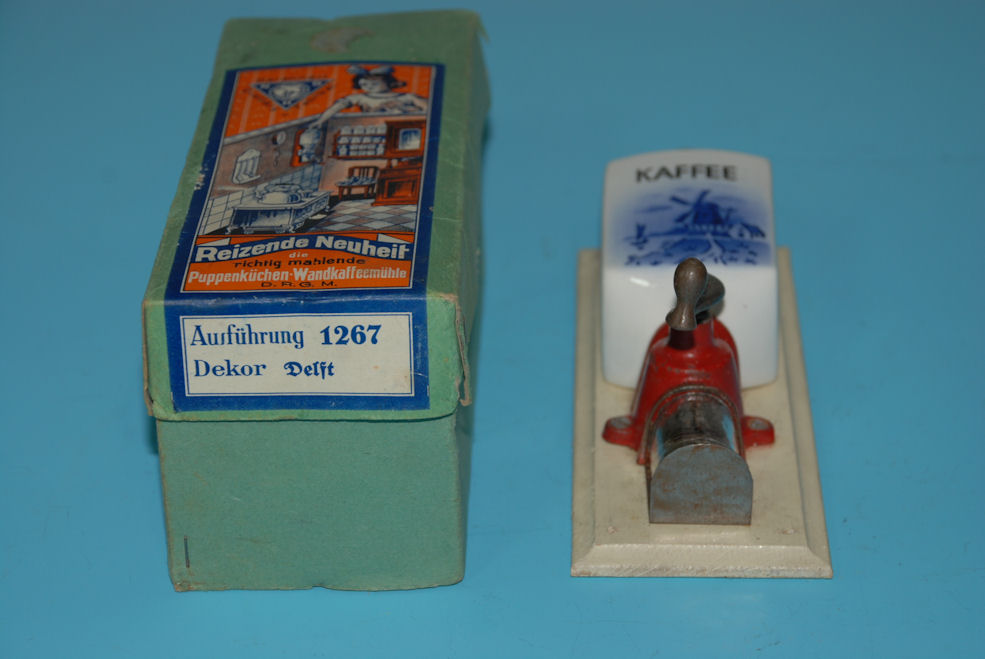 Reizende Neuheit
die
richtig mahlende
Puppenküchen-Wandkaffeemühle
D.R.G.M.
Ausführung 1267
Dekor Delft
KAFFEE